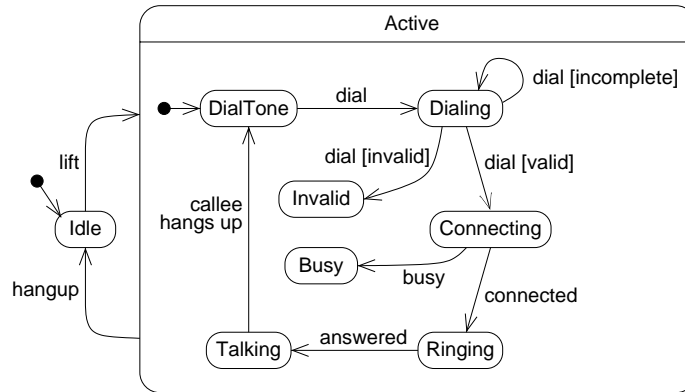 Active
dial [incomplete]
DialTone
dial
Dialing
lift
dial [invalid]
dial [valid]
Invalid
callee
hangs up
Idle
Connecting
Busy
busy
hangup
connected
answered
Talking
Ringing